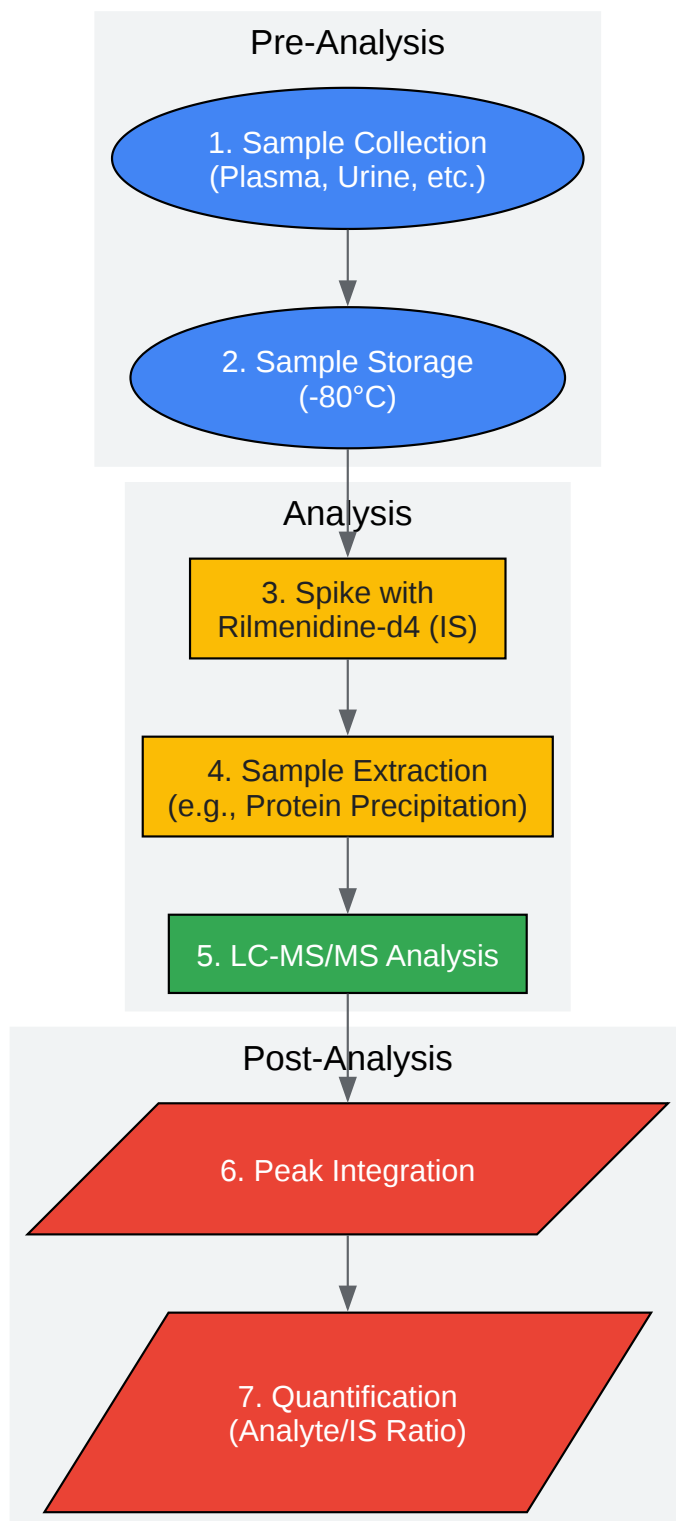 Pre-Analysis
1. Sample Collection
(Plasma, Urine, etc.)
2. Sample Storage
(-80°C)
Analysis
3. Spike with
Rilmenidine-d4 (IS)
4. Sample Extraction
(e.g., Protein Precipitation)
5. LC-MS/MS Analysis
Post-Analysis
6. Peak Integration
7. Quantification
(Analyte/IS Ratio)